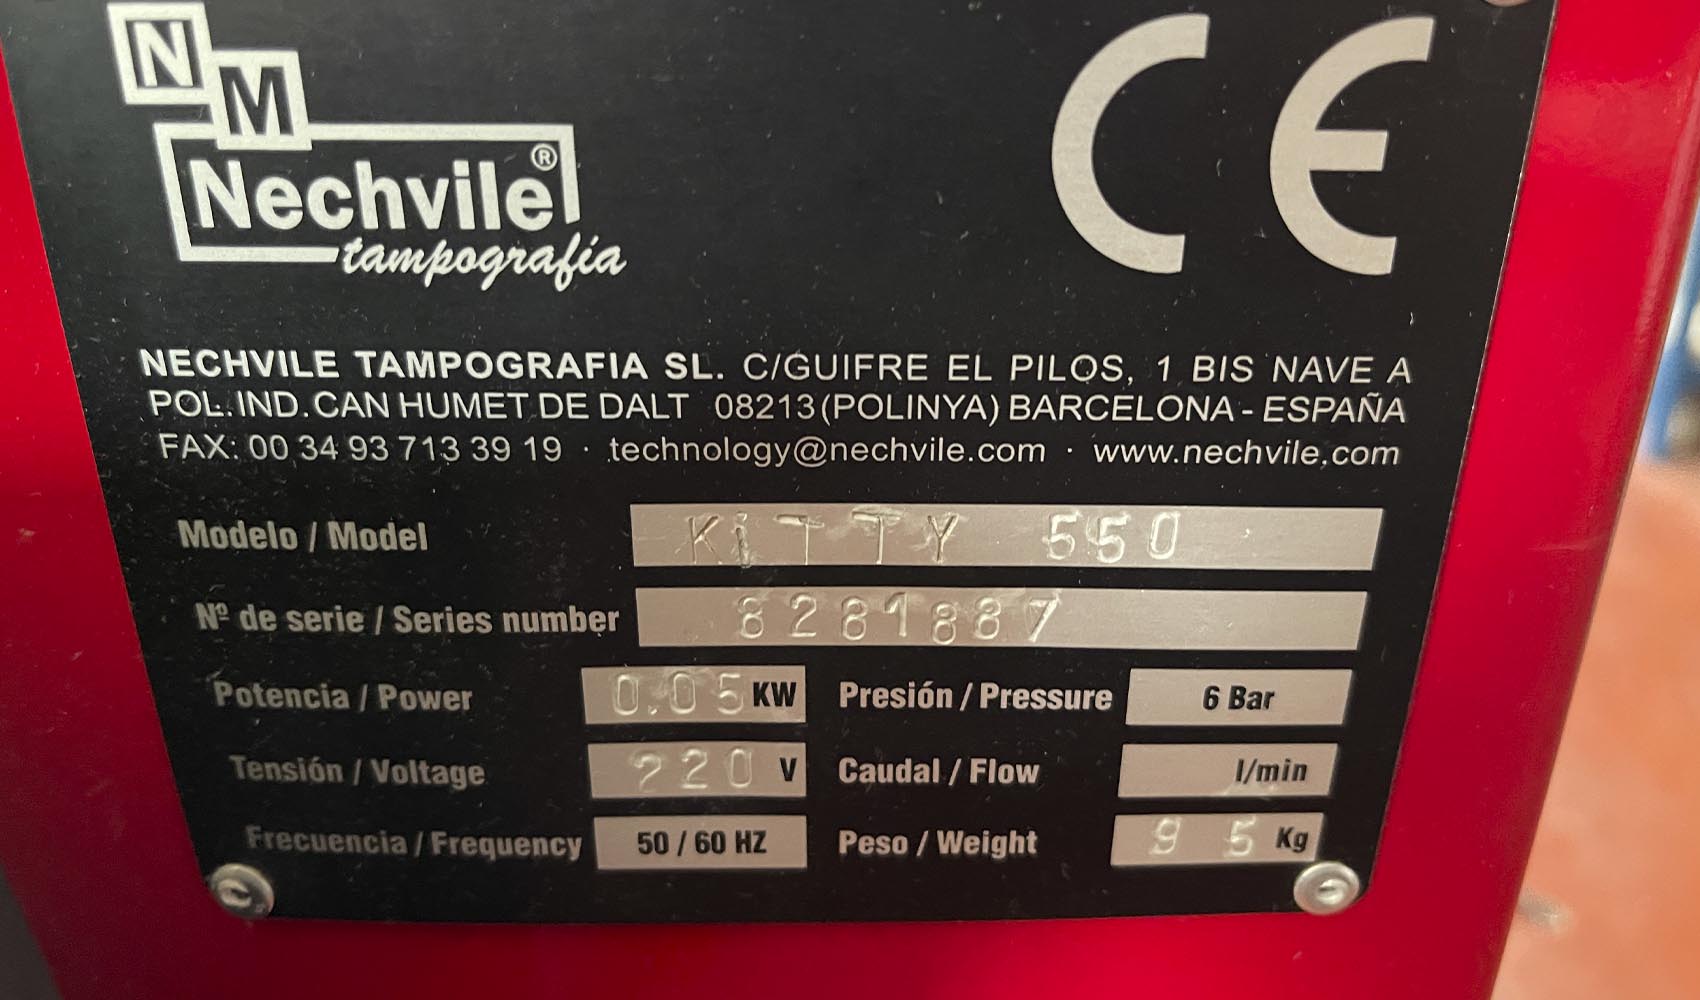 N
M
Nechvile®
tampografía
CE
NECHVILE TAMPOGRAFIA SL. C/GUIFRE EL PILOS, 1 BIS NAVE A
POL.IND.CAN HUMET DE DALT 08213(POLINYA) BARCELONA - ESPAÑA
FAX: 00 34 93 713 39 19 · technology@nechvile.com · www.nechvile.com
Modelo / Model KiTTY 550
Nº de serie / Series number 8281887
Potencia / Power 0.05 KW Presión / Pressure 6 Bar
Tensión / Voltage 220 V Caudal / Flow l/min
Frecuencia / Frequency 50 / 60 HZ Peso / Weight 95 Kg